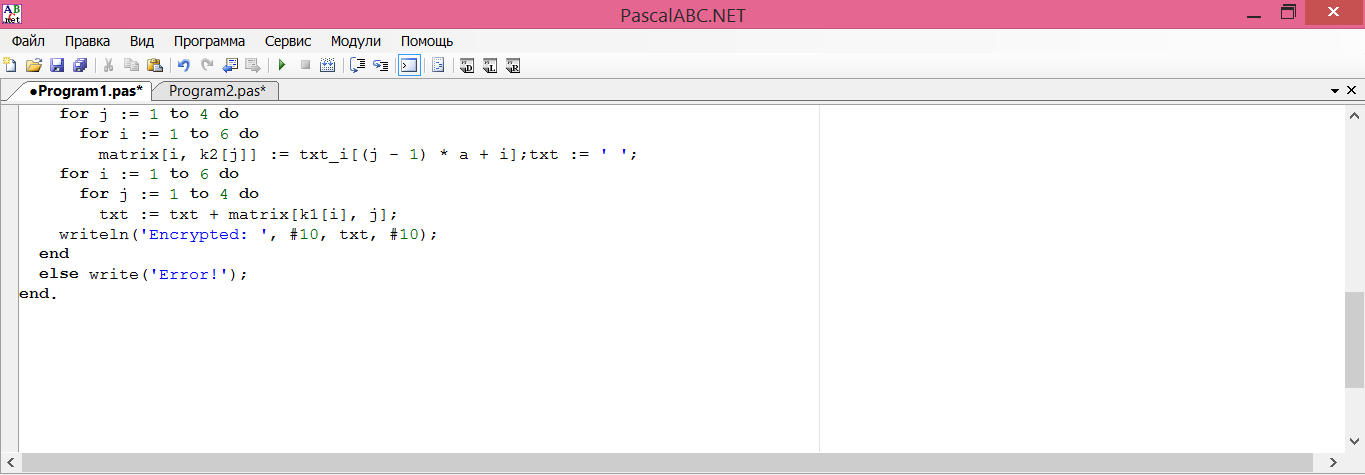 PascalABC.NET
Файл Правка Вид Программа Сервис Модули Помощь
•Program1.pas* Program2.pas*
for j := 1 to 4 do
for i := 1 to 6 do
matrix[i, k2[j]] := txt_i[(j - 1) * a + i];txt := ' ';
for i := 1 to 6 do
for j := 1 to 4 do
txt := txt + matrix[k1[i], j];
writeln('Encrypted: ', #10, txt, #10);
end
else write('Error!');
end.